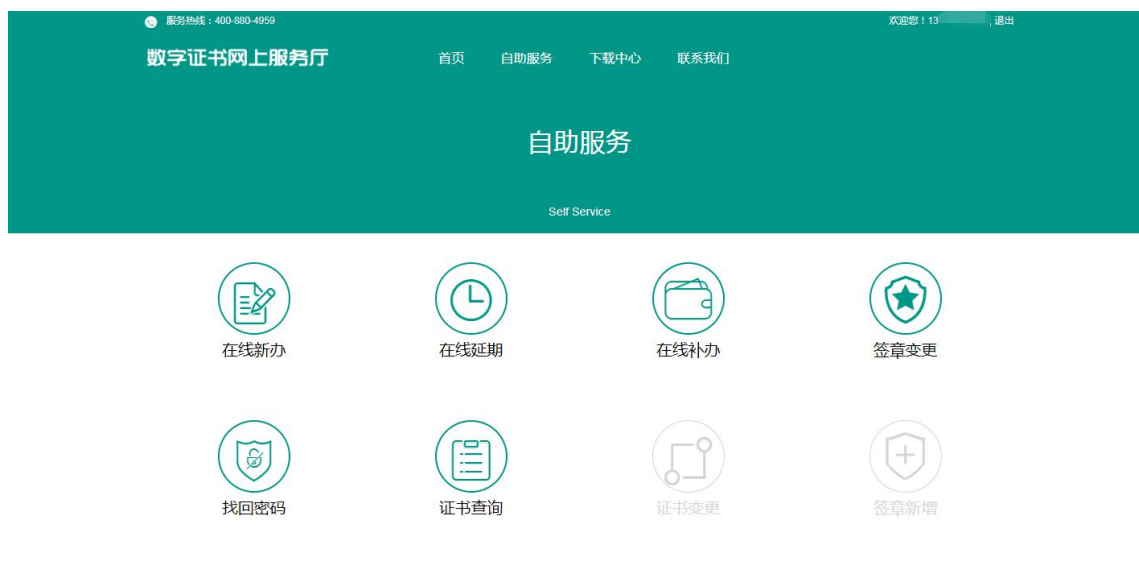 服务热线：400-880-4959 欢迎您！13 , 退出
数字证书网上服务厅 首页 自助服务 下载中心 联系我们
自助服务
Self Service
在线新办 在线延期 在线补办 签章变更
找回密码 证书查询 证书变更 签章新增